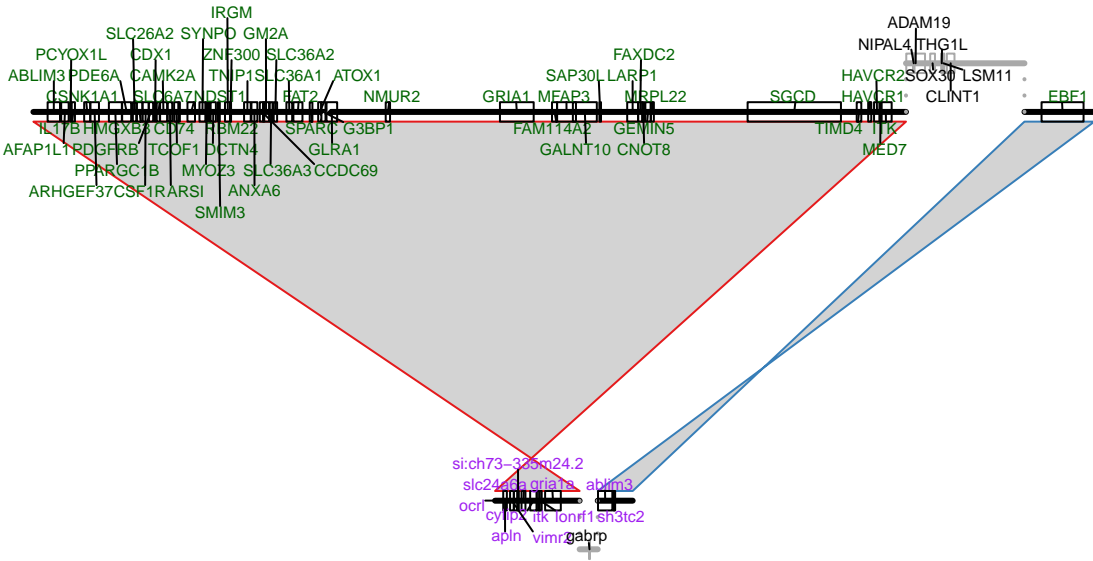 IRGM
ADAM19
SLC26A2 SYNPO GM2A
NIPAL4 THG1L
PCYOX1L CDX1 ZNF300 SLC36A2 FAXDC2
ABLIM3 PDE6A CAMK2A TNIP1 SLC36A1 ATOX1 SAP30L LARP1 HAVCR2 SOX30 LSM11
CSNK1A1 SLC6A7 NDST1 FAT2 NMUR2 GRIA1 MFAP3 MRPL22 SGCD HAVCR1 CLINT1 EBF1
IL17B HMGXB3 CD74 RBM22 SPARC G3BP1 FAM114A2 GEMIN5 TIMD4 ITK
AFAP1L1 PDGFRB TCOF1 DCTN4 GLRA1 GALNT10 CNOT8 MED7
PPARGC1B MYOZ3 SLC36A3 CCDC69
ARHGEF37 CSF1R ARSI ANXA6
SMIM3
si:ch73−335m24.2
slc24a6a gria1a ablim3
ocrl
cyfip2 itk lonrf1 sh3tc2
apln vimr2 gabrp